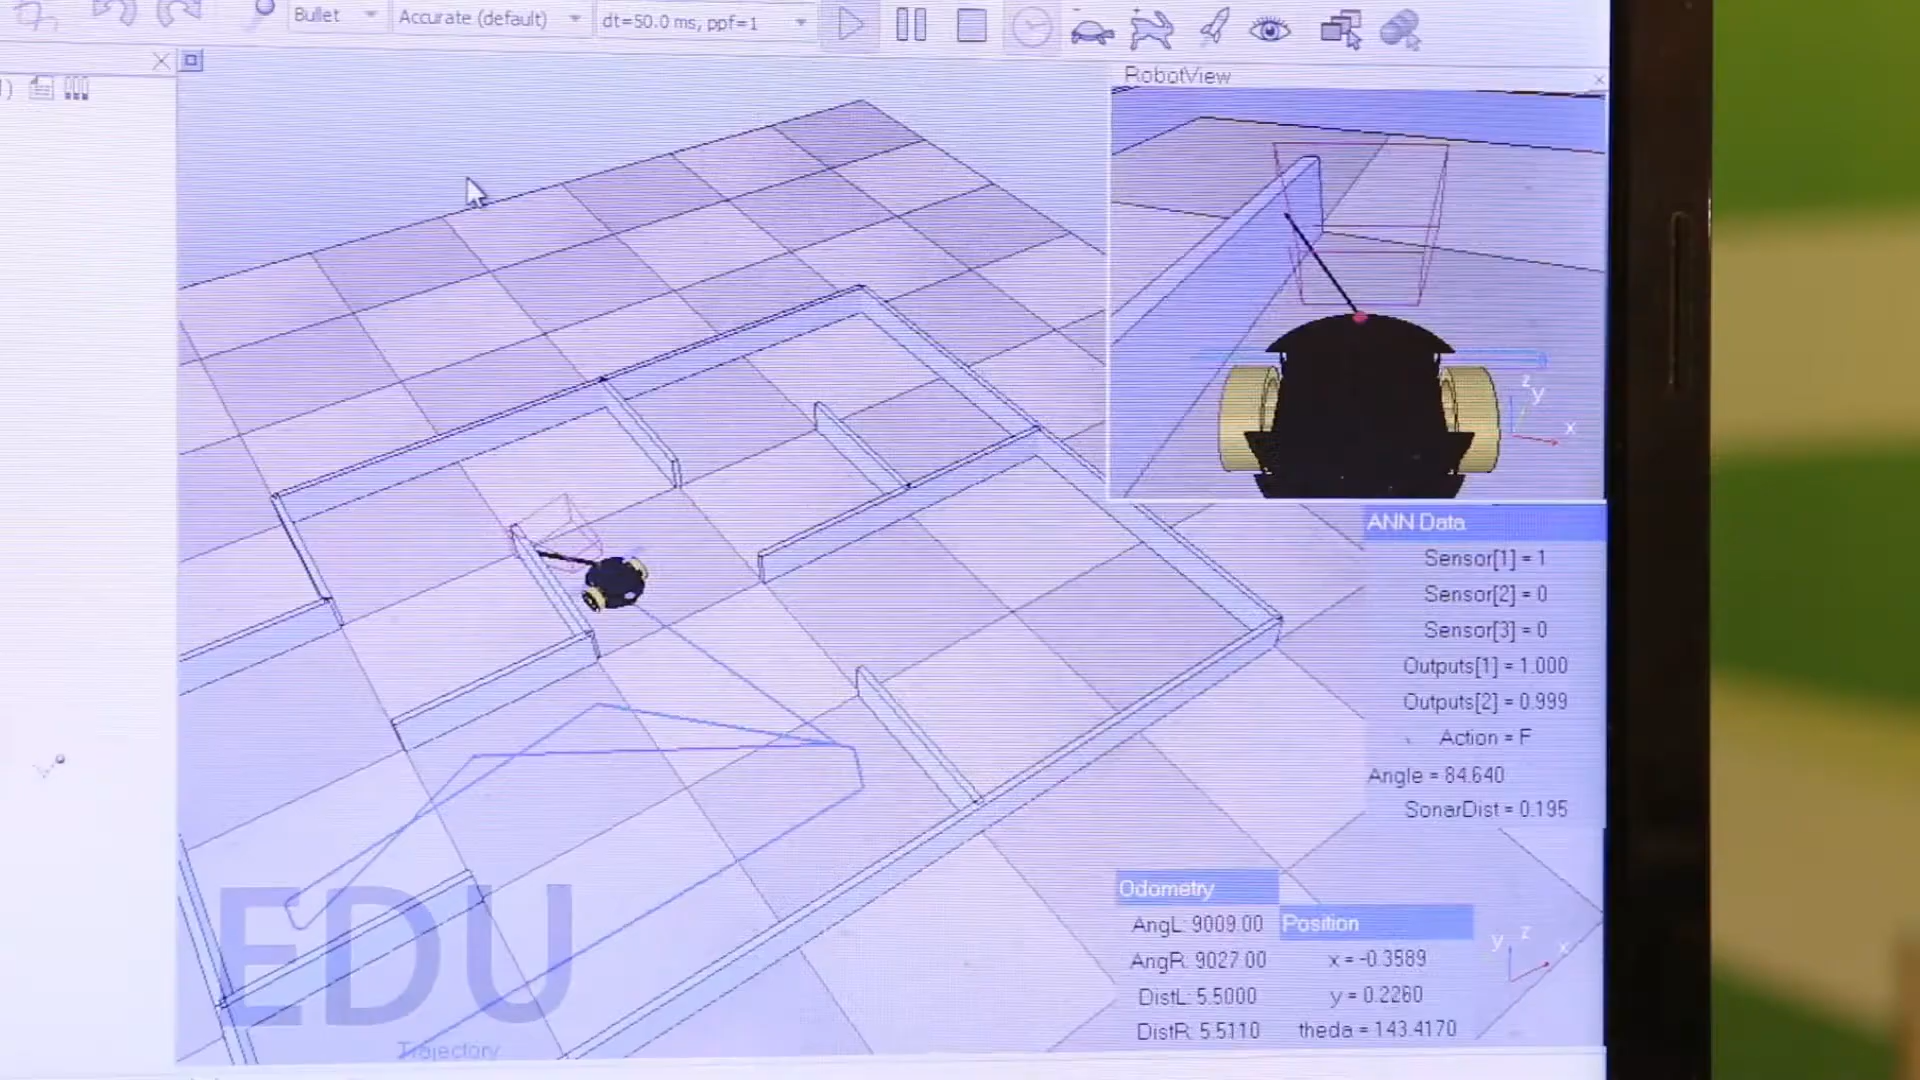 Bullet
Accurate (default)
dt=50.0 ms, ppf=1
RobotView
z
y
x
ANN Data
Sensor[1] = 1
Sensor[2] = 0
Sensor[3] = 0
Outputs[1] = 1.000
Outputs[2] = 0.999
Action = F
Angle = 84.640
SonarDist = 0.195
Odometry
AngL: 9009.00
AngR: 9027.00
DistL: 5.5000
DistR: 5.5110
Position
x = -0.3589
y = 0.2260
theda = 143.4170
y
z
x
EDU
Trajectory